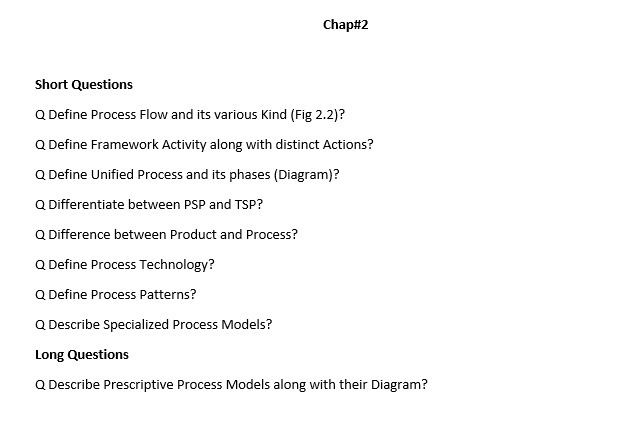 Chap#2
Short Questions
Q Define Process Flow and its various Kind (Fig 2.2)?
Q Define Framework Activity along with distinct Actions?
Q Define Unified Process and its phases (Diagram)?
Q Differentiate between PSP and TSP?
Q Difference between Product and Process?
Q Define Process Technology?
Q Define Process Patterns?
Q Describe Specialized Process Models?
Long Questions
Q Describe Prescriptive Process Models along with their Diagram?